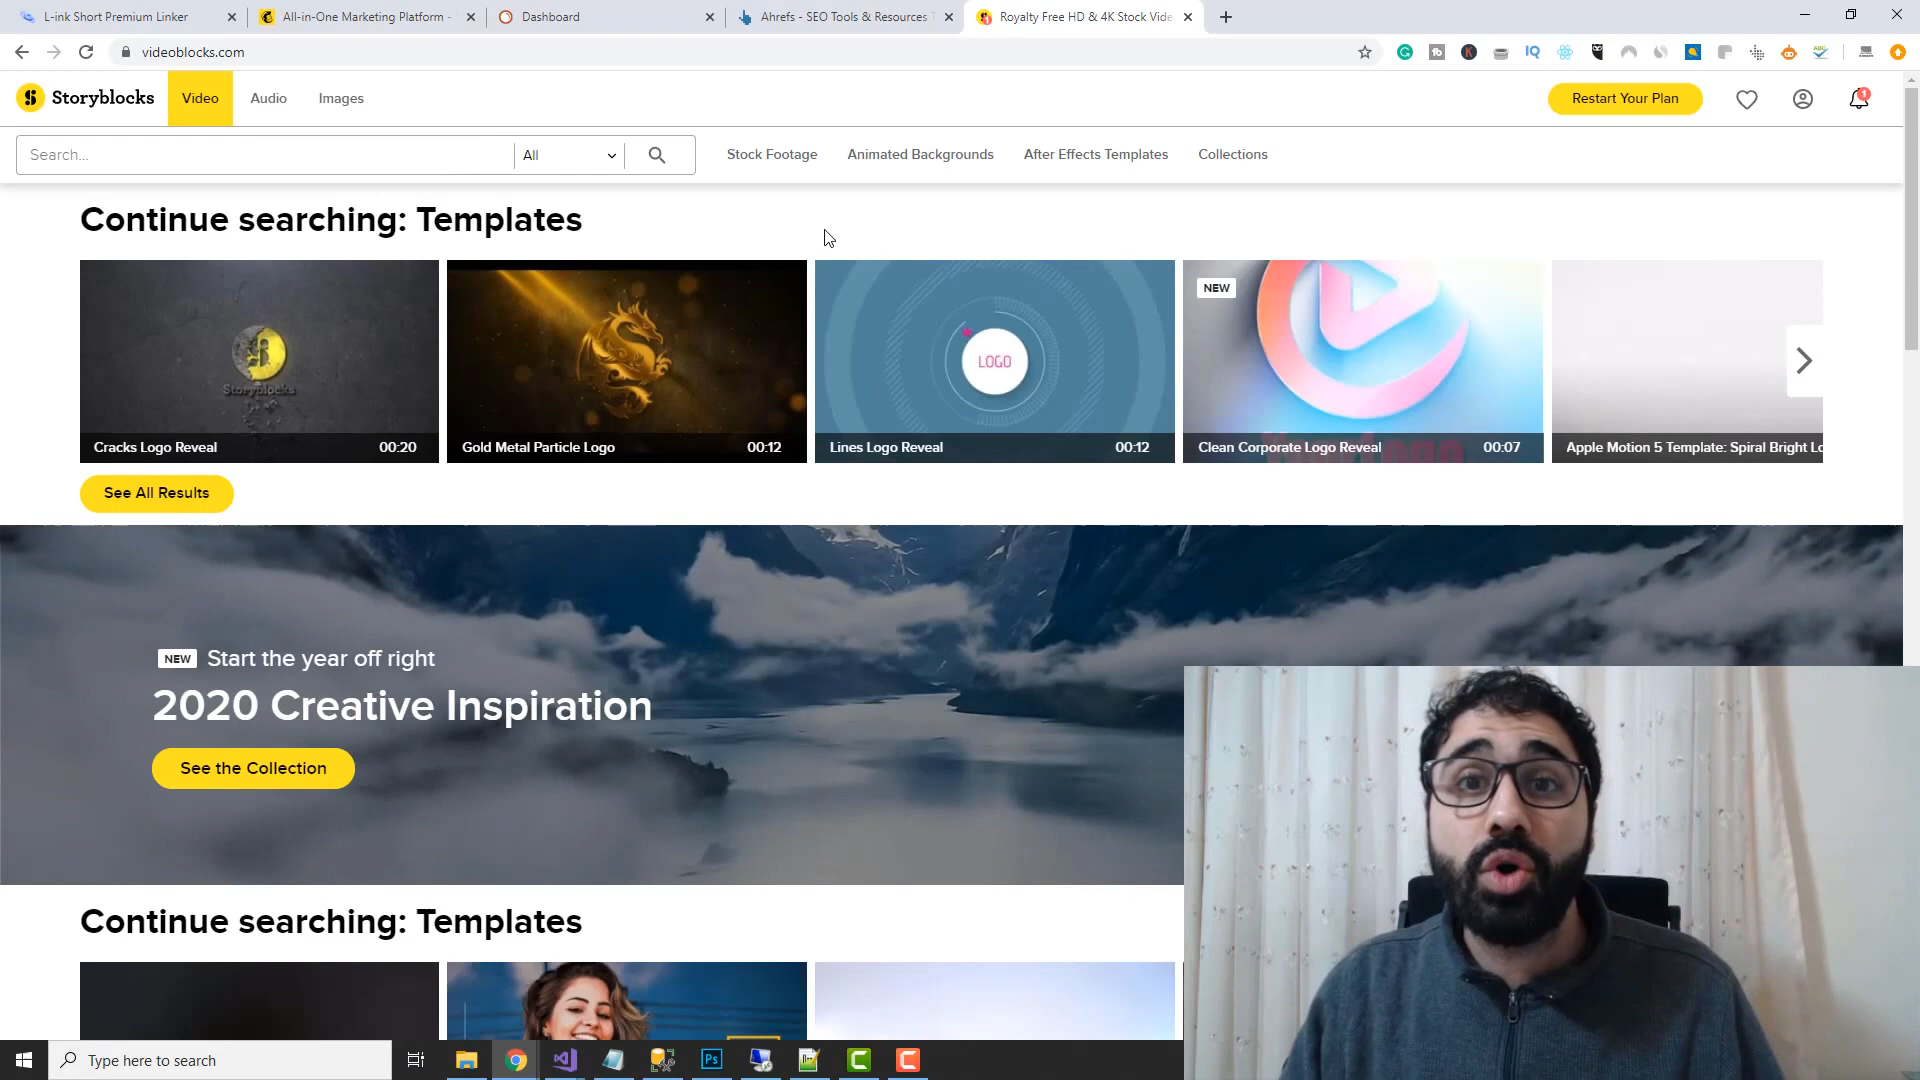 L-ink Short Premium Linker
All-in-One Marketing Platform -
Dashboard
Ahrefs - SEO Tools & Resources T
Royalty Free HD & 4K Stock Vide
videoblocks.com
Storyblocks
Video
Audio
Images
Restart Your Plan
1
Search...
All
Stock Footage
Animated Backgrounds
After Effects Templates
Collections
Continue searching: Templates
Storyblocks
LOGO
NEW
Cracks Logo Reveal
00:20
Gold Metal Particle Logo
00:12
Lines Logo Reveal
00:12
Clean Corporate Logo Reveal
00:07
Apple Motion 5 Template: Spiral Bright Lo
See All Results
NEW Start the year off right
2020 Creative Inspiration
See the Collection
Continue searching: Templates
Type here to search
Ps